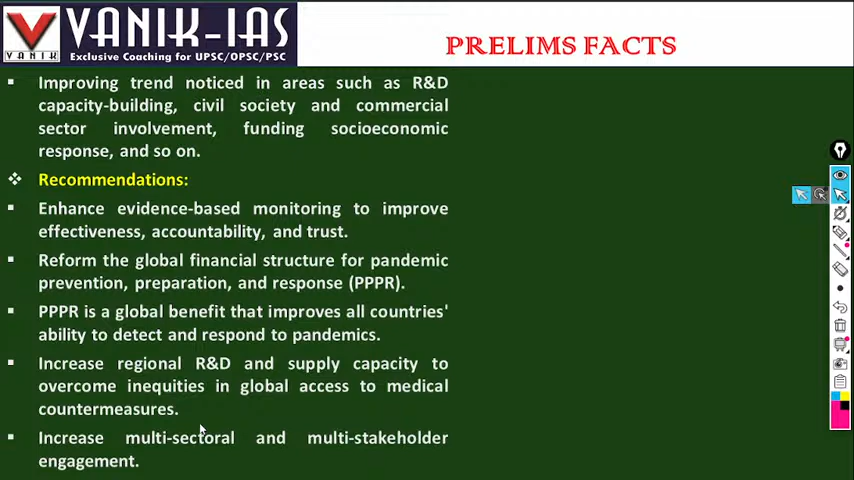 VANIK-IAS
VANIK
Exclusive Coaching for UPSC/OPSC/PSC
PRELIMS FACTS
Improving trend noticed in areas such as R&D
capacity-building, civil society and commercial
sector involvement, funding socioeconomic
response, and so on.
Recommendations:
Enhance evidence-based monitoring to improve
effectiveness, accountability, and trust.
Reform the global financial structure for pandemic
prevention, preparation, and response (PPPR).
PPPR is a global benefit that improves all countries'
ability to detect and respond to pandemics.
Increase regional R&D and supply capacity to
overcome inequities in global access to medical
countermeasures.
Increase multi-sectoral and multi-stakeholder
engagement.